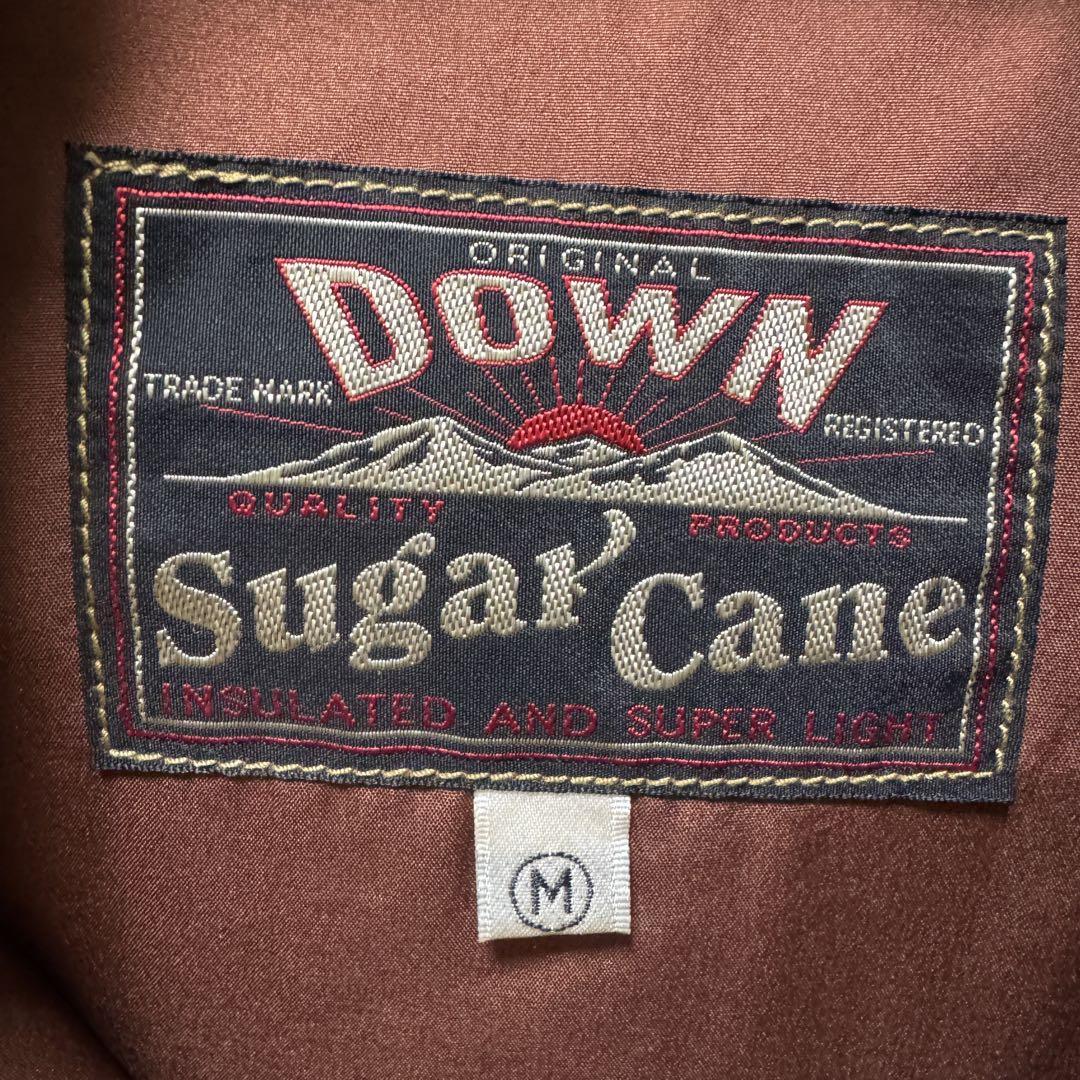 ORIGINAL
DOWN
TRADE MARK
REGISTERED
QUALITY PRODUCTS
Sugar Cane
INSULATED AND SUPER LIGHT
M